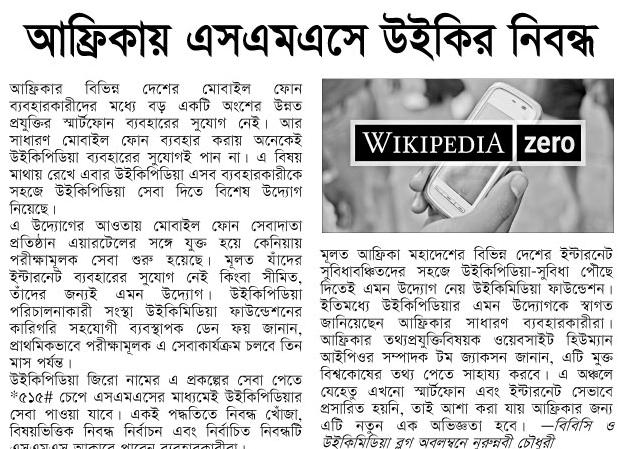 আফ্রিকায় এসএমএসে উইকির নিবন্ধ
আফ্রিকার বিভিন্ন দেশের মোবাইল ফোন
ব্যবহারকারীদের মধ্যে বড় একটি অংশের উন্নত
প্রযুক্তির স্মার্টফোন ব্যবহারের সুযোগ নেই। আর
সাধারণ মোবাইল ফোন ব্যবহার করায় অনেকেই
উইকিপিডিয়া ব্যবহারের সুযোগই পান না। এ বিষয়
মাথায় রেখে এবার উইকিপিডিয়া এসব ব্যবহারকারীকে
সহজে উইকিপিডিয়া সেবা দিতে বিশেষ উদ্যোগ
নিয়েছে।
এ উদ্যোগের আওতায় মোবাইল ফোন সেবাদাতা
প্রতিষ্ঠান এয়ারটেলের সঙ্গে যুক্ত হয়ে কেনিয়ায়
পরীক্ষামূলক সেবা শুরু হয়েছে। মূলত যাঁদের
ইন্টারনেট ব্যবহারের সুযোগ নেই কিংবা সীমিত,
তাঁদের জন্যই এমন উদ্যোগ। উইকিপিডিয়া
পরিচালনাকারী সংস্থা উইকিমিডিয়া ফাউন্ডেশনের
কারিগরি সহযোগী ব্যবস্থাপক ডেন ফয় জানান,
প্রাথমিকভাবে পরীক্ষামূলক এ সেবাকার্যক্রম চলবে তিন
মাস পর্যন্ত।
উইকিপিডিয়া জিরো নামের এ প্রকল্পের সেবা পেতে
*৫১৫# চেপে এসএমএসের মাধ্যমেই উইকিপিডিয়ার
সেবা পাওয়া যাবে। একই পদ্ধতিতে নিবন্ধ খোঁজা,
বিষয়ভিত্তিক নিবন্ধ নির্বাচন এবং নির্বাচিত নিবন্ধটি
এসএমএস আকারে পাবেন ব্যবহারকারীরা।
WIKIPEDIA zero
মূলত আফ্রিকা মহাদেশের বিভিন্ন দেশের ইন্টারনেট
সুবিধাবঞ্চিতদের সহজে উইকিপিডিয়া-সুবিধা পৌঁছে
দিতেই এমন উদ্যোগ নেয় উইকিমিডিয়া ফাউন্ডেশন।
ইতিমধ্যে উইকিপিডিয়ার এমন উদ্যোগকে স্বাগত
জানিয়েছেন আফ্রিকার সাধারণ ব্যবহারকারীরা।
আফ্রিকার তথ্যপ্রযুক্তিবিষয়ক ওয়েবসাইট হিউম্যান
আইপিওর সম্পাদক টম জ্যাকসন জানান, এটি মুক্ত
বিশ্বকোষের তথ্য পেতে সাহায্য করবে। এ অঞ্চলে
যেহেতু এখনো স্মার্টফোন এবং ইন্টারনেট সেভাবে
প্রসারিত হয়নি, তাই আশা করা যায় আফ্রিকার জন্য
এটি নতুন এক অভিজ্ঞতা হবে। —বিবিসি ও
উইকিমিডিয়া ব্লগ অবলম্বনে নুরুন্নবী চৌধুরী